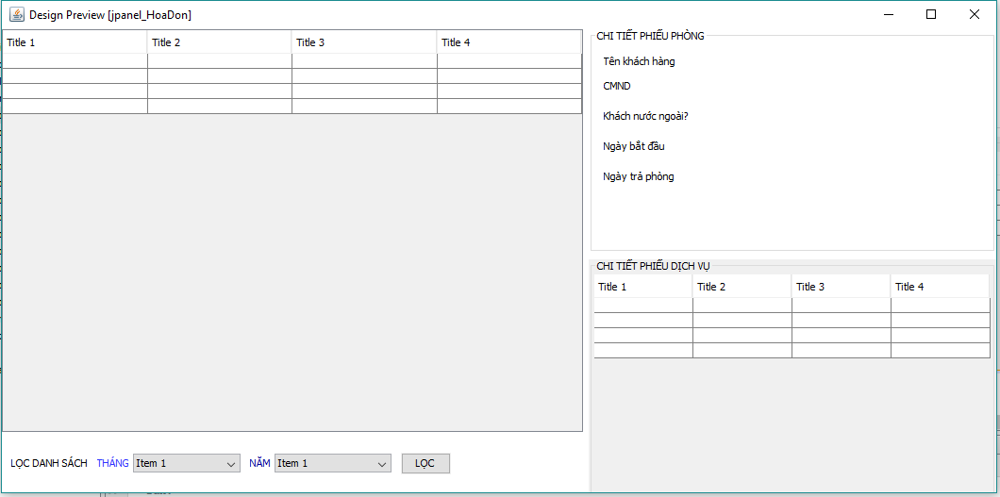 Design Preview [jpanel_HoaDon]
Title 1 Title 2 Title 3 Title 4
CHI TIẾT PHIẾU PHÒNG
Tên khách hàng
CMND
Khách nước ngoài?
Ngày bắt đầu
Ngày trả phòng
CHI TIẾT PHIẾU DỊCH VỤ
Title 1 Title 2 Title 3 Title 4
LỌC DANH SÁCH THÁNG Item 1 NĂM Item 1 LỌC